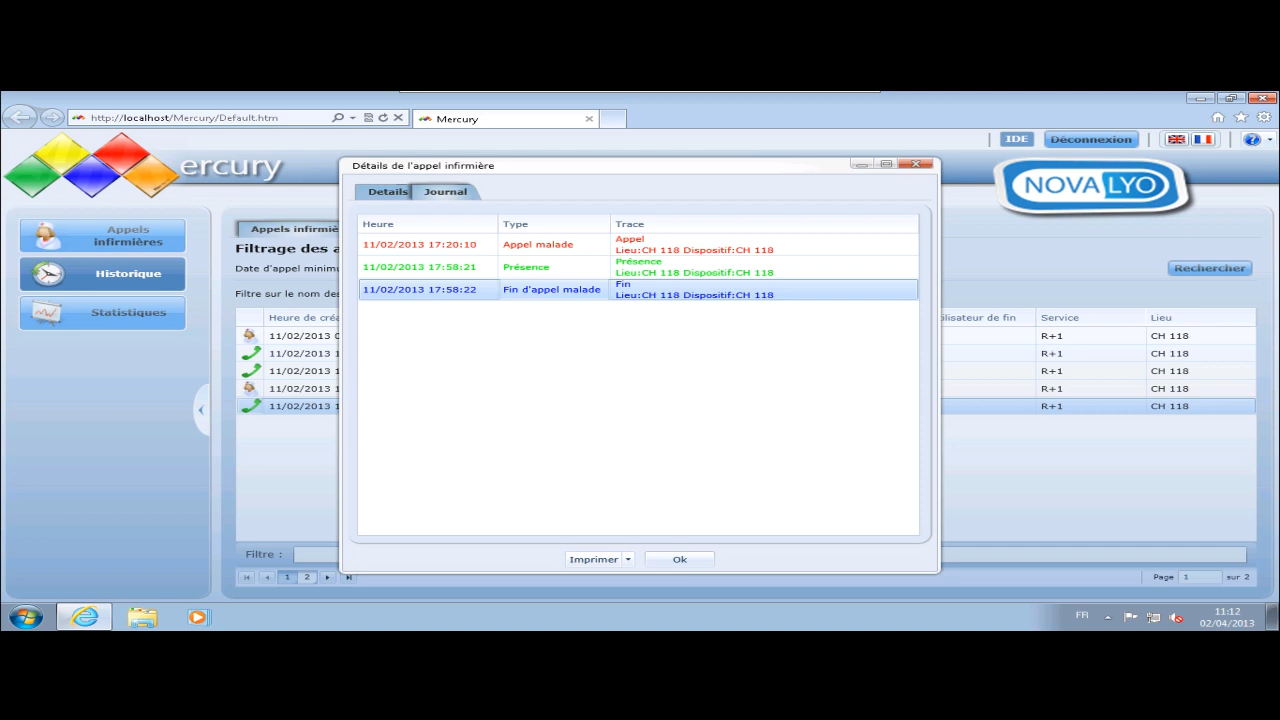 http://localhost/Mercury/Default.htm
Mercury
IDE
Déconnexion
ercury
NOVALYO
Appels infirmières
Historique
Statistiques
Appels infirmiè
Filtrage des a
Date d'appel minimu
Rechercher
Filtre sur le nom des
Heure de créa
ilisateur de fin
Service
Lieu
11/02/2013 0
R+1
CH 118
11/02/2013 1
R+1
CH 118
11/02/2013 1
R+1
CH 118
11/02/2013 1
R+1
CH 118
11/02/2013 1
R+1
CH 118
Filtre :
1
2
Page
1
sur 2
Détails de l'appel infirmière
Details
Journal
Heure
Type
Trace
11/02/2013 17:20:10
Appel malade
Appel
Lieu:CH 118 Dispositif:CH 118
11/02/2013 17:58:21
Présence
Présence
Lieu:CH 118 Dispositif:CH 118
11/02/2013 17:58:22
Fin d'appel malade
Fin
Lieu:CH 118 Dispositif:CH 118
Imprimer
Ok
FR
11:12
02/04/2013